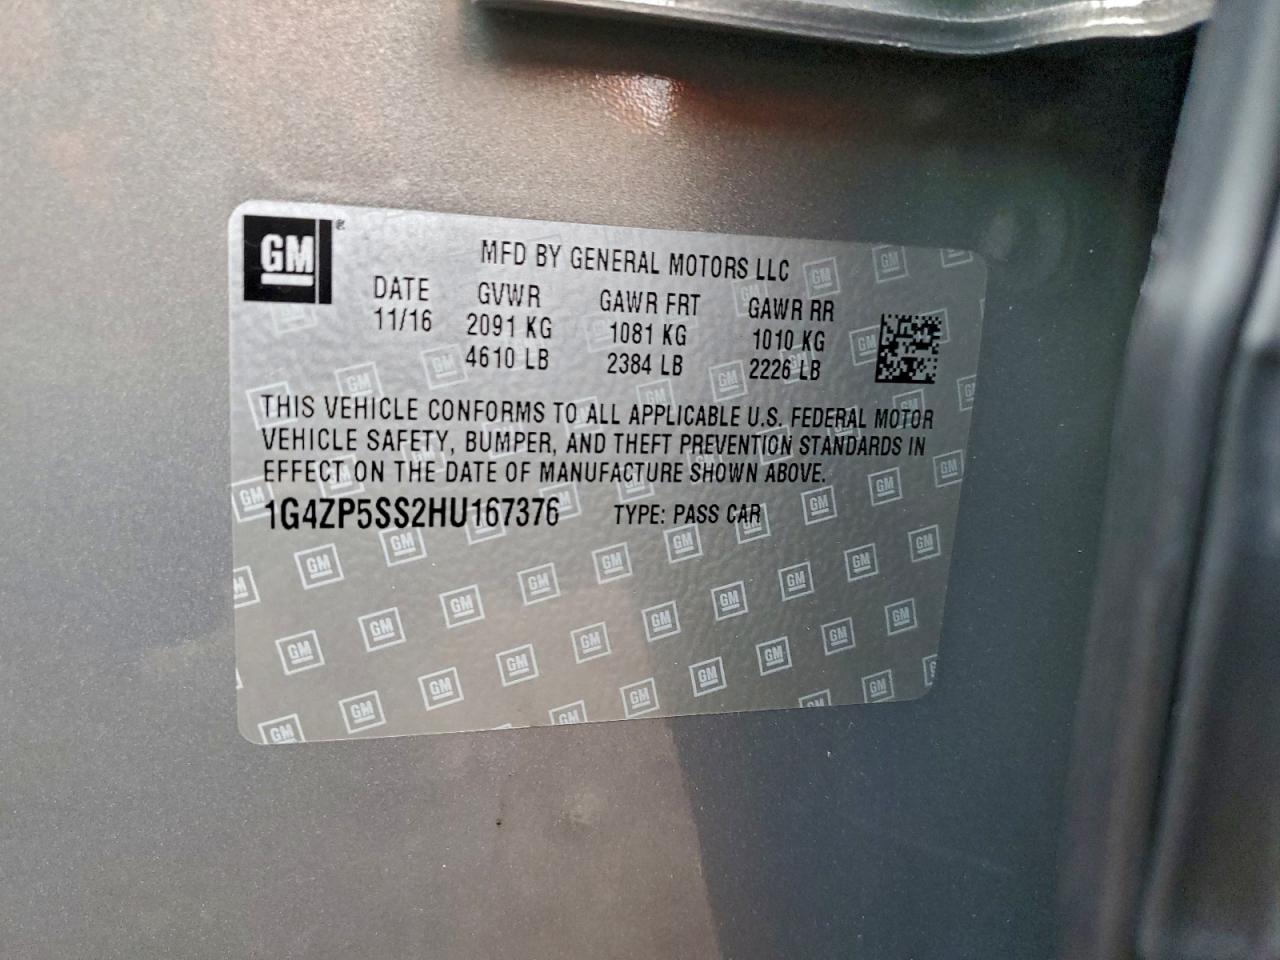 GM ®
MFD BY GENERAL MOTORS LLC
DATE GVWR GAWR FRT GAWR RR
11/16 2091 KG 1081 KG 1010 KG
4610 LB 2384 LB 2226 LB
THIS VEHICLE CONFORMS TO ALL APPLICABLE U.S. FEDERAL MOTOR
VEHICLE SAFETY, BUMPER, AND THEFT PREVENTION STANDARDS IN
EFFECT ON THE DATE OF MANUFACTURE SHOWN ABOVE.
1G4ZP5SS2HU167376 TYPE: PASS CAR